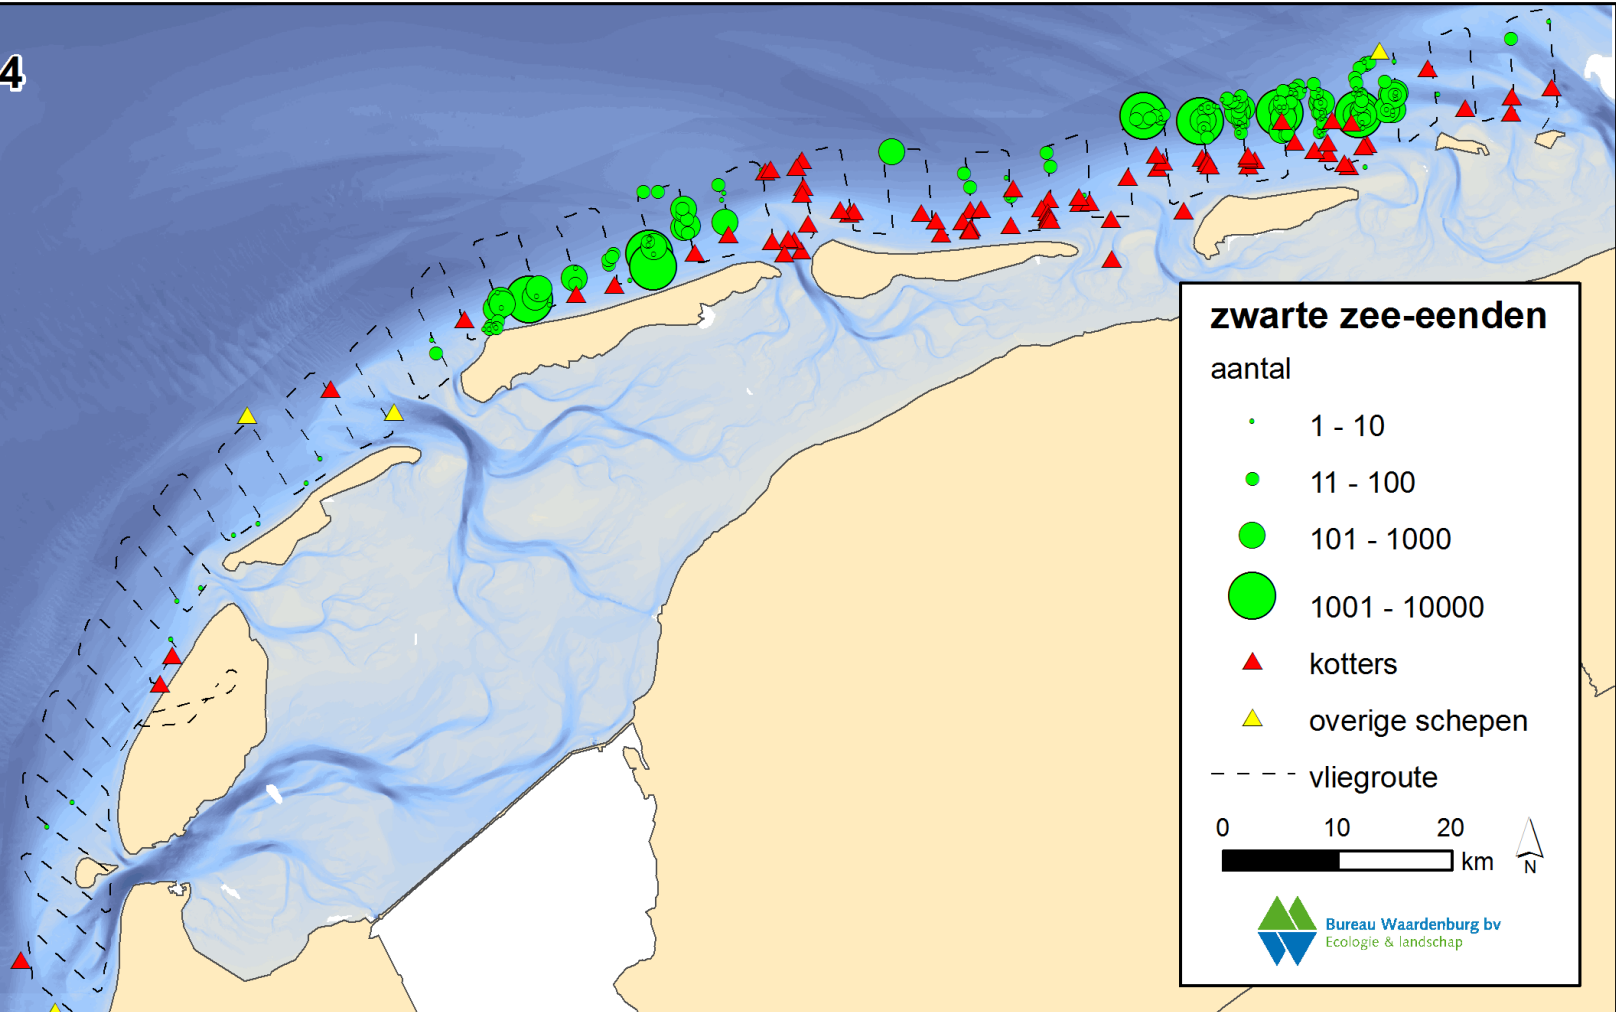 4
zwarte zee-eenden
aantal
1 - 10
11 - 100
101 - 1000
1001 - 10000
kotters
overige schepen
vliegroute
0 10 20
km
N
Bureau Waardenburg bv
Ecologie & landschap